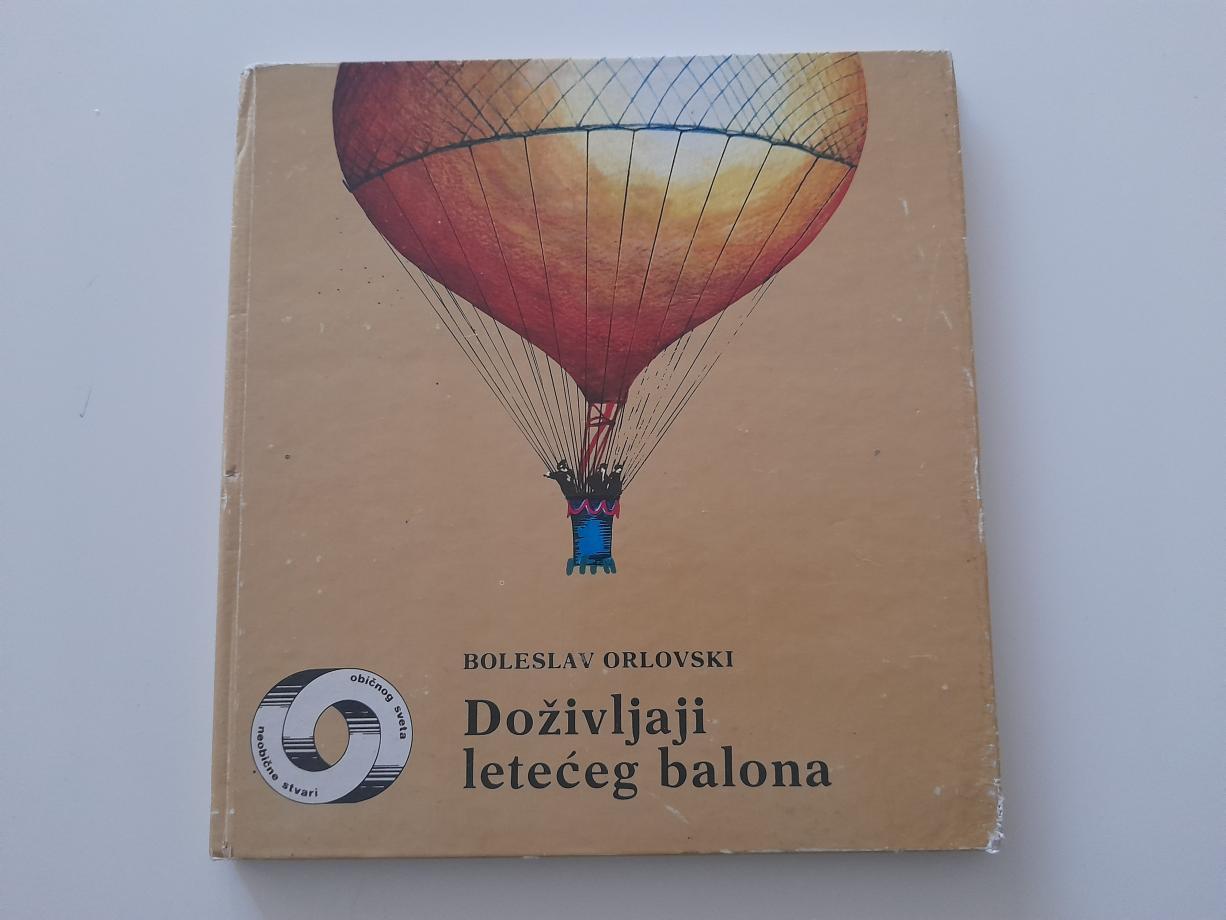 BOLESLAV ORLOVSKI
Doživljaji
letećeg balona
neobične stvari
običnog sveta